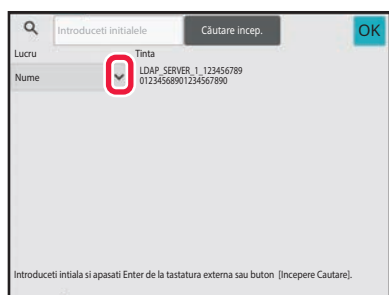 Introduceti initialele
Căutare incep.
OK
Lucru
Tinta
Nume
LDAP_SERVER_1_123456789
01234568901234567890
Introduceti intiala si apasati Enter de la tastatura externa sau buton  [Incepere Cautare].